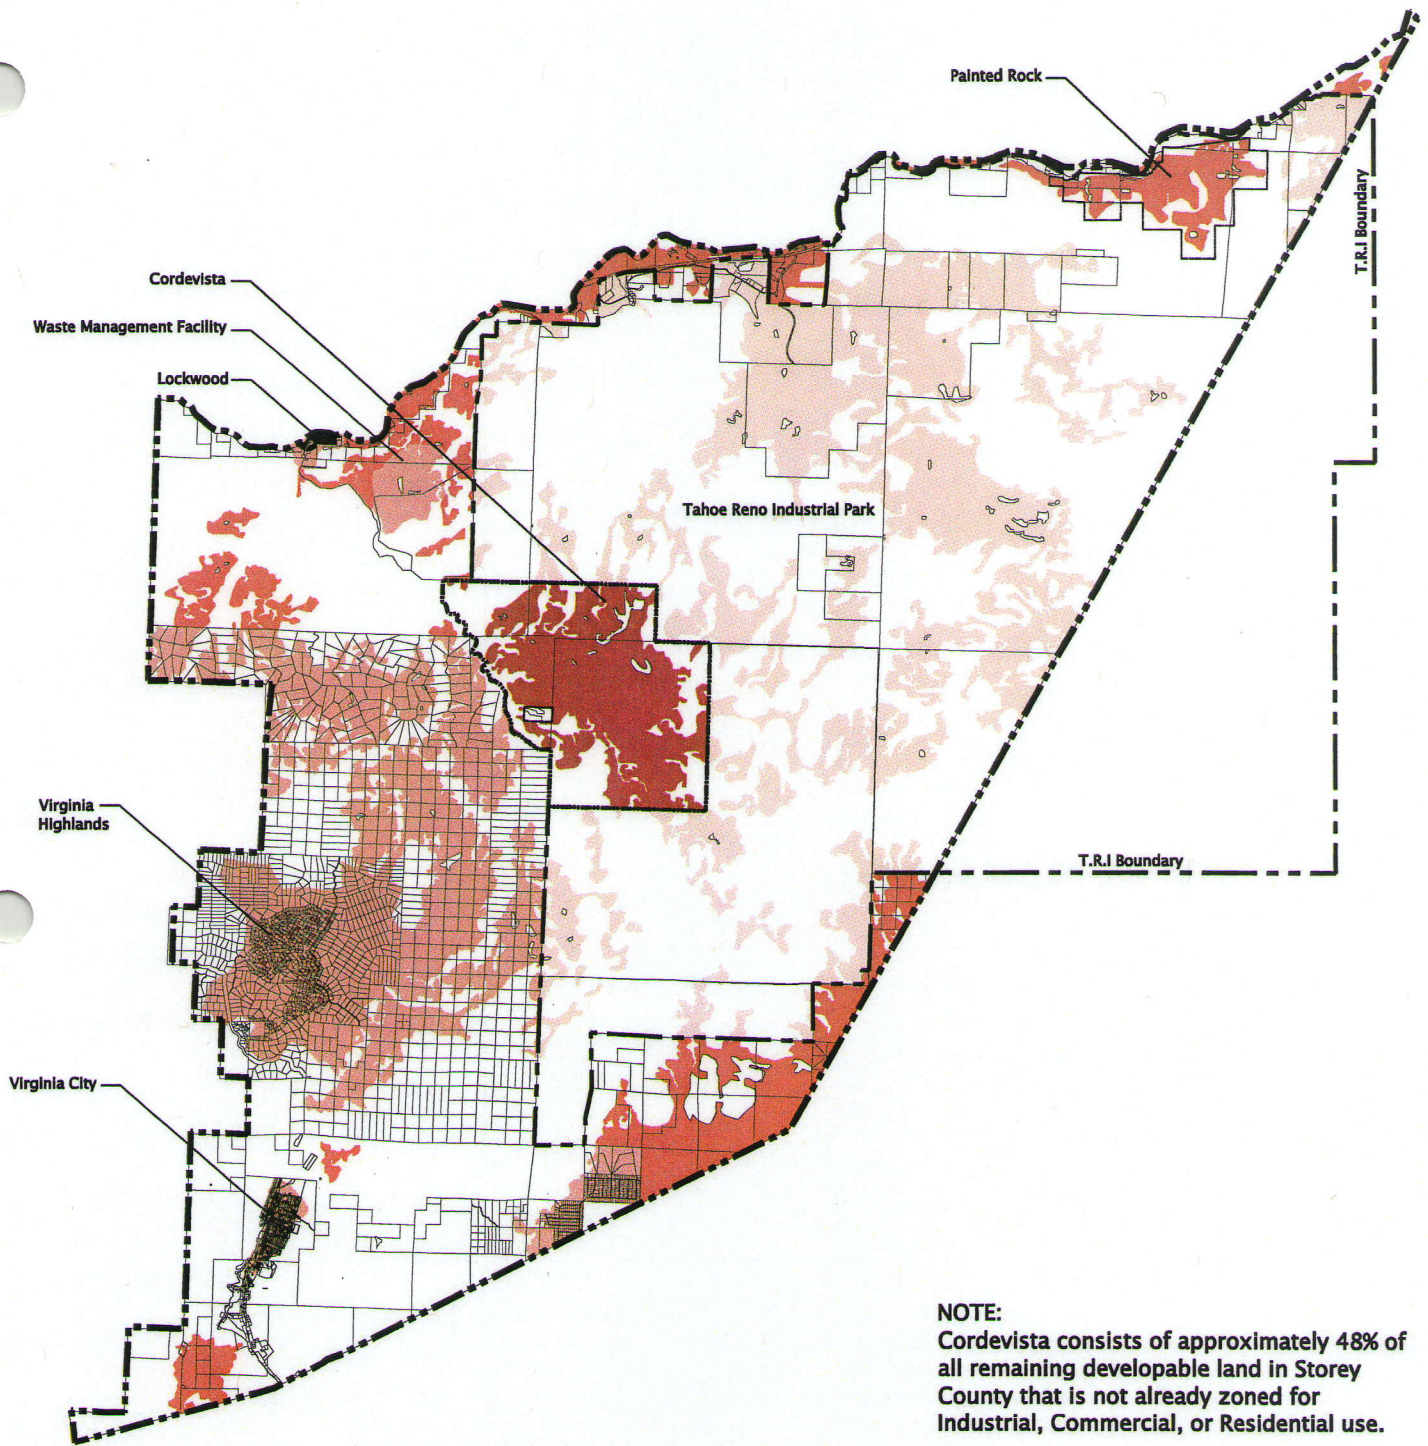 Painted Rock
T.R.I Boundary
Cordevista
Waste Management Facility
Lockwood
Tahoe Reno Industrial Park
Virginia
Highlands
T.R.I Boundary
Virginia City
NOTE:
Cordevista consists of approximately 48% of
all remaining developable land in Storey
County that is not already zoned for
Industrial, Commercial, or Residential use.